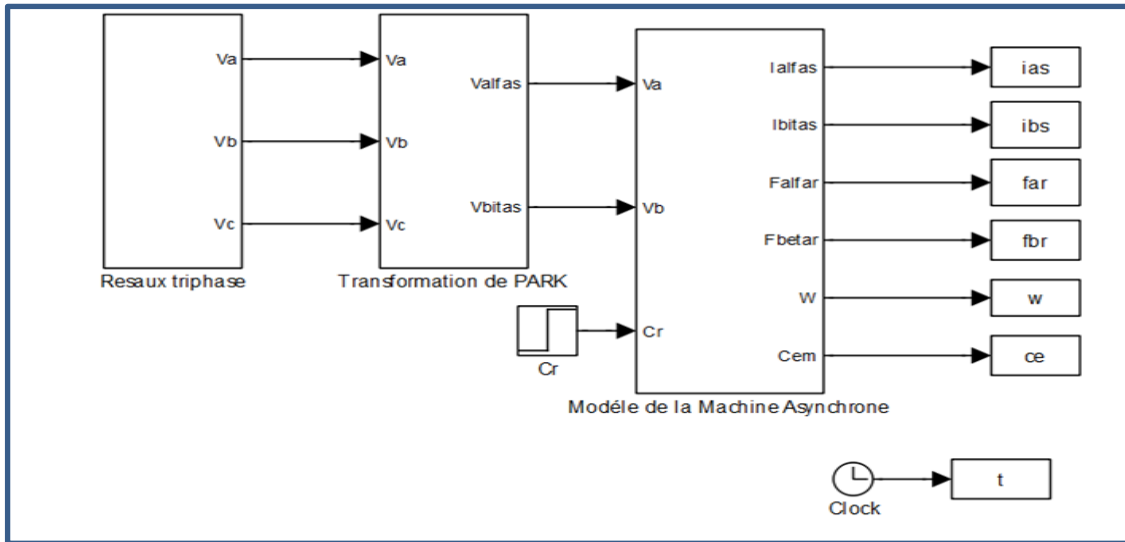 Va
Vb
Vc
Resaux triphase
Va
Vb
Vc
Valfas
Vbitas
Transformation de PARK
Cr
Va
Vb
Cr
Ialfas
Ibitas
Falfar
Fbetar
W
Cem
Modéle de la Machine Asynchrone
ias
ibs
far
fbr
w
ce
Clock
t